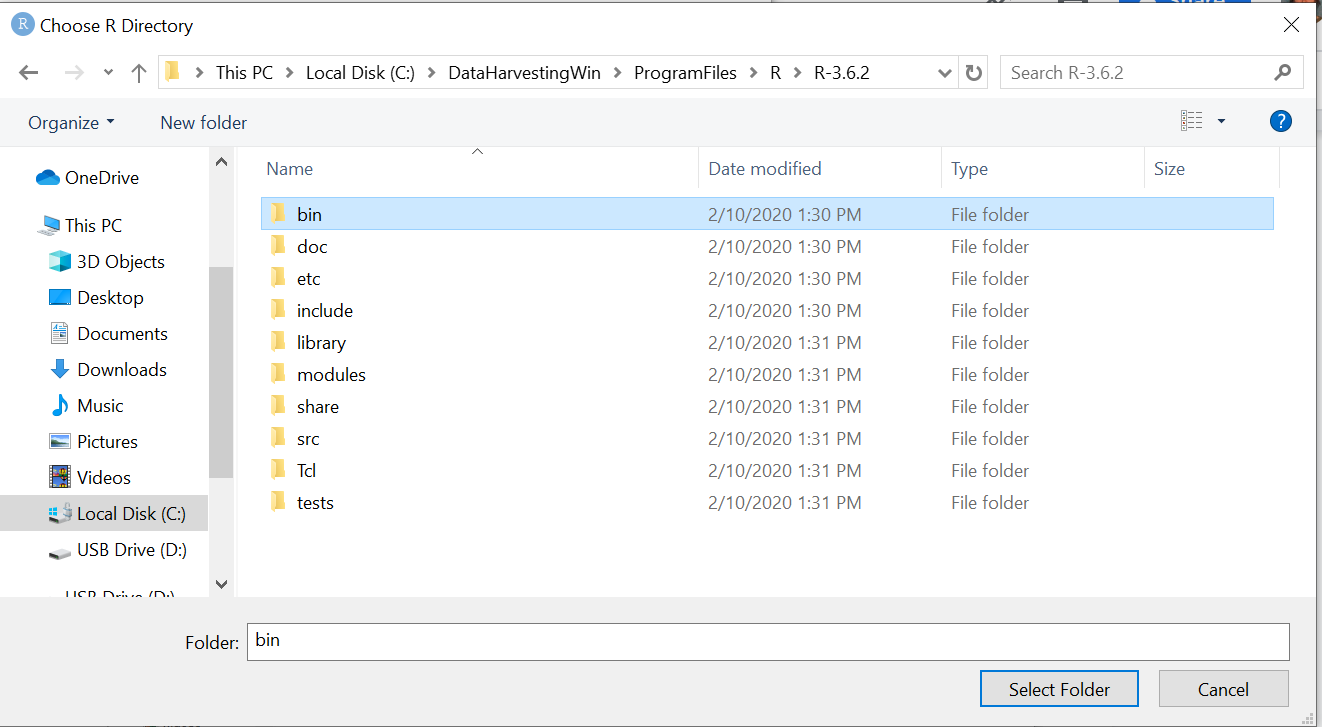 Choose R Directory
This PC > Local Disk (C:) > DataHarvestingWin > ProgramFiles > R > R-3.6.2
Search R-3.6.2
Organize
New folder
?
Name
Date modified
Type
Size
OneDrive
This PC
3D Objects
Desktop
Documents
Downloads
Music
Pictures
Videos
Local Disk (C:)
USB Drive (D:)
USB Drive (D:)
bin 2/10/2020 1:30 PM File folder
doc 2/10/2020 1:30 PM File folder
etc 2/10/2020 1:30 PM File folder
include 2/10/2020 1:30 PM File folder
library 2/10/2020 1:31 PM File folder
modules 2/10/2020 1:31 PM File folder
share 2/10/2020 1:31 PM File folder
src 2/10/2020 1:31 PM File folder
Tcl 2/10/2020 1:31 PM File folder
tests 2/10/2020 1:31 PM File folder
Folder: bin
Select Folder
Cancel